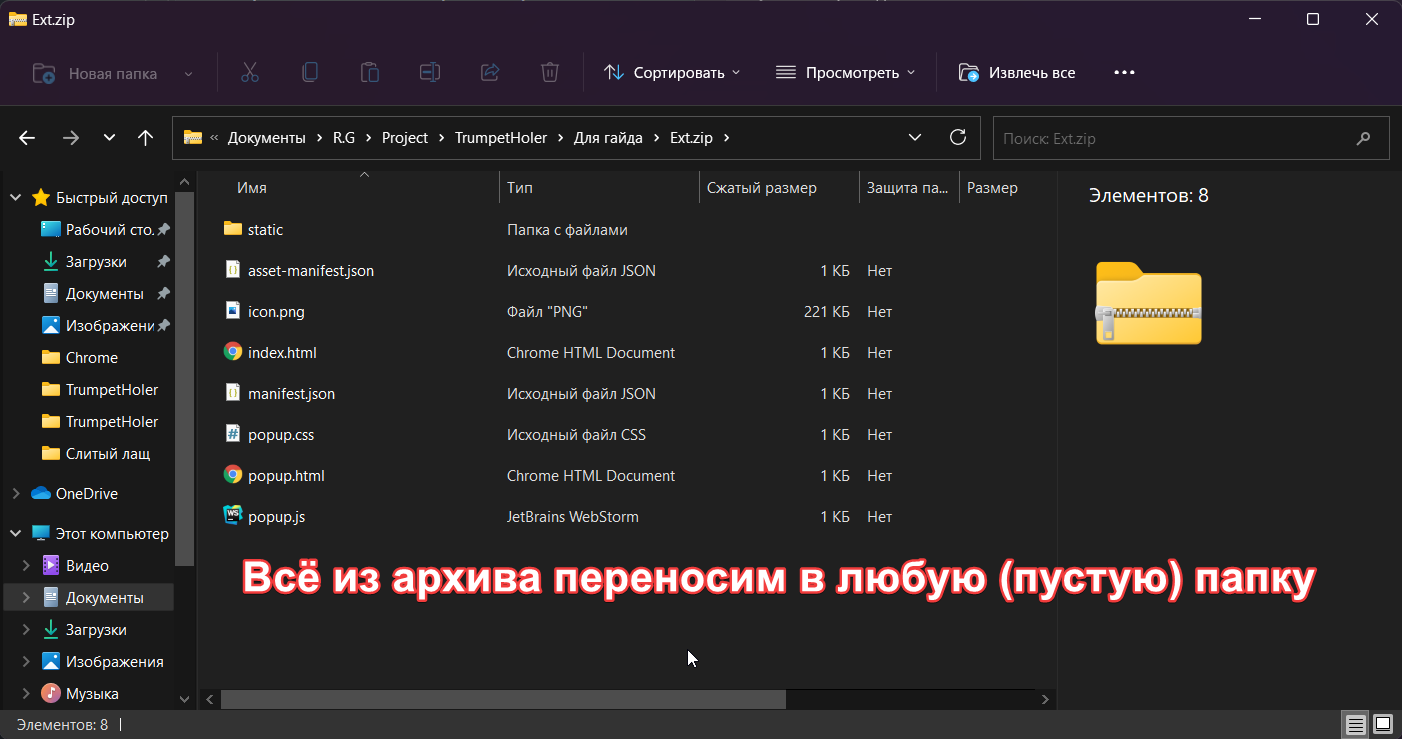 Ext.zip
Новая папка
Сортировать
Просмотреть
Извлечь все
« Документы › R.G › Project › TrumpetHoler › Для гайда › Ext.zip ›
Поиск: Ext.zip
Быстрый доступ
Рабочий сто.
Загрузки
Документы
Изображени
Chrome
TrumpetHoler
TrumpetHoler
Слитый лащ
OneDrive
Этот компьютер
Видео
Документы
Загрузки
Изображения
Музыка
Имя Тип Сжатый размер Защита па... Размер
static Папка с файлами
asset-manifest.json Исходный файл JSON 1 КБ Нет
icon.png Файл "PNG" 221 КБ Нет
index.html Chrome HTML Document 1 КБ Нет
manifest.json Исходный файл JSON 1 КБ Нет
popup.css Исходный файл CSS 1 КБ Нет
popup.html Chrome HTML Document 1 КБ Нет
popup.js JetBrains WebStorm 1 КБ Нет
Всё из архива переносим в любую (пустую) папку
Элементов: 8
Элементов: 8